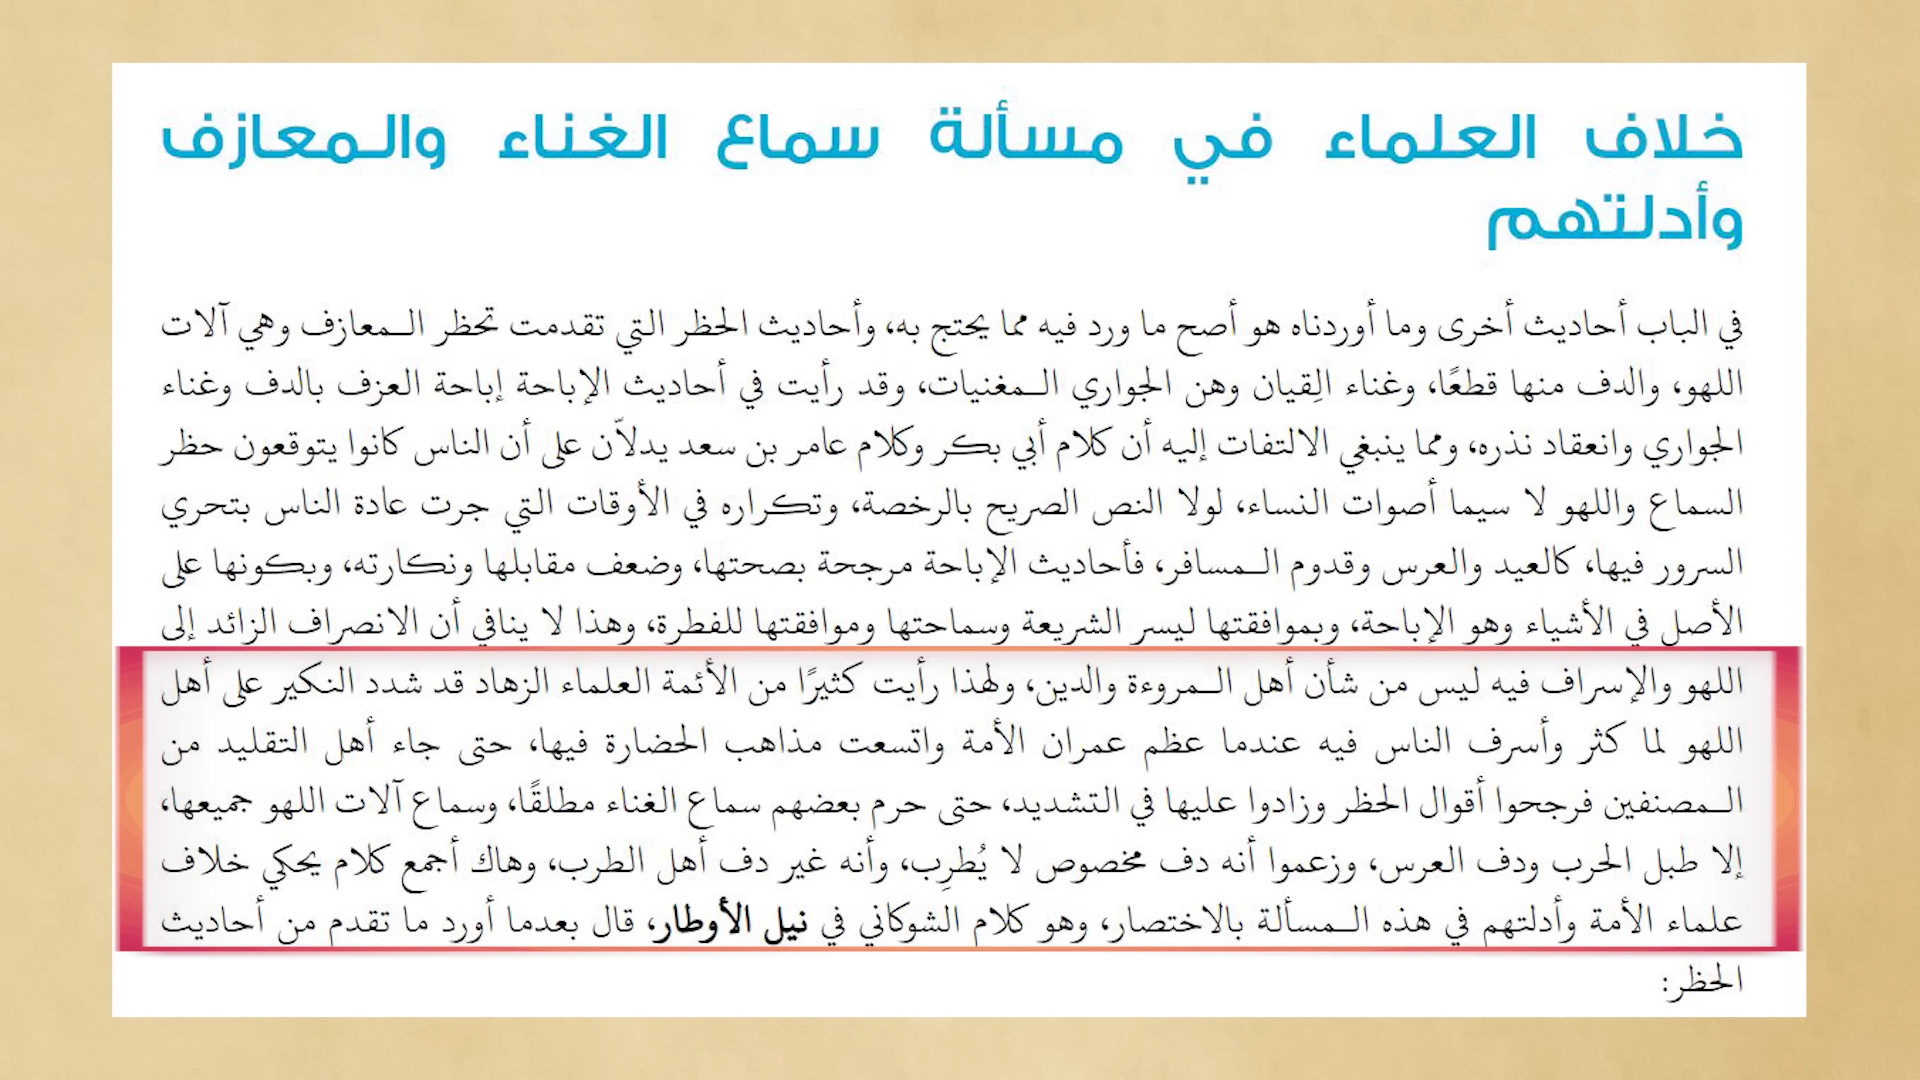 خلاف العلماء في مسألة سماع الغناء والـمعازف
وأدلتهم
في الباب أحاديث أخرى وما أوردناه هو أصح ما ورد فيه مما يحتج به، وأحاديث الحظر التي تقدمت تحظر الـمعازف وهي آلات
اللهو، والدف منها قطعًا، وغناء القِيان وهن الجواري الـمغنيات، وقد رأيت في أحاديث الإباحة إباحة العزف بالدف وغناء
الجواري وانعقاد نذره، ومما ينبغي الالتفات إليه أن كلام أبي بكر وكلام عامر بن سعد يدلاّن على أن الناس كانوا يتوقعون حظر
السماع واللهو لا سيما أصوات النساء، لولا النص الصريح بالرخصة، وتكراره في الأوقات التي جرت عادة الناس بتحري
السرور فيها، كالعيد والعرس وقدوم الـمسافر، فأحاديث الإباحة مرجحة بصحتها، وضعف مقابلها ونكارته، وبكونها على
الأصل في الأشياء وهو الإباحة، وبموافقتها ليسر الشريعة وسماحتها وموافقتها للفطرة، وهذا لا ينافي أن الانصراف الزائد إلى
اللهو والإسراف فيه ليس من شأن أهل الـمروءة والدين، ولهذا رأيت كثيرًا من الأئمة العلماء الزهاد قد شدد النكير على أهل
اللهو لما كثر وأسرف الناس فيه عندما عظم عمران الأمة واتسعت مذاهب الحضارة فيها، حتى جاء أهل التقليد من
الـمصنفين فرجحوا أقوال الحظر وزادوا عليها في التشديد، حتى حرم بعضهم سماع الغناء مطلقًا، وسماع آلات اللهو جميعها،
إلا طبل الحرب ودف العرس، وزعموا أنه دف مخصوص لا يُطرِب، وأنه غير دف أهل الطرب، وهاك أجمع كلام يحكي خلاف
علماء الأمة وأدلتهم في هذه الـمسألة بالاختصار، وهو كلام الشوكاني في نيل الأوطار، قال بعدما أورد ما تقدم من أحاديث
الحظر: